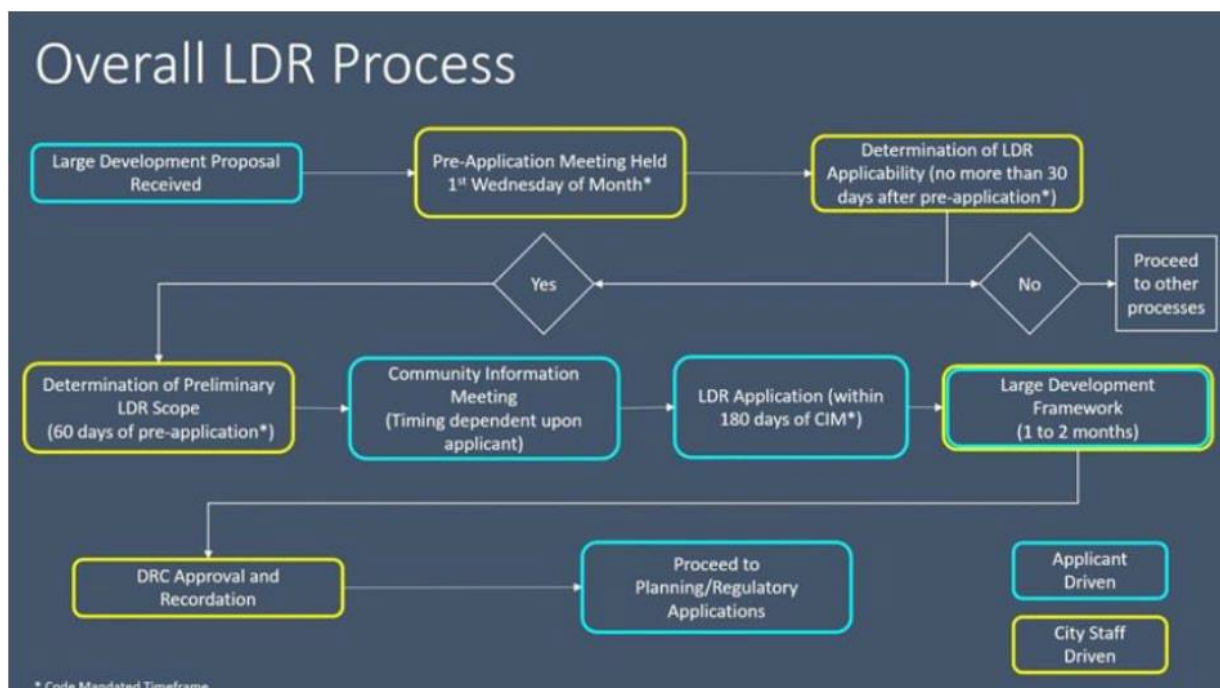 Overall LDR Process
Large Development Proposal
Received
Pre-Application Meeting Held
1st Wednesday of Month*
Determination of LDR
Applicability (no more than 30
days after pre-application*)
Yes
No
Proceed
to other
processes
Determination of Preliminary
LDR Scope
(60 days of pre-application*)
Community Information
Meeting
(Timing dependent upon
applicant)
LDR Application (within
180 days of CIM*)
Large Development
Framework
(1 to 2 months)
DRC Approval and
Recordation
Proceed to
Planning/Regulatory
Applications
Applicant
Driven
City Staff
Driven
* Code Mandated Timeframe